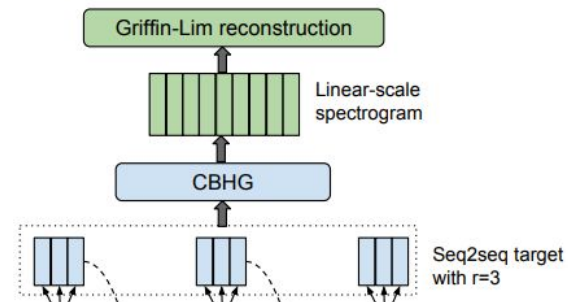 Griffin-Lim reconstruction
Linear-scale
spectrogram
CBHG
Seq2seq target
with r=3